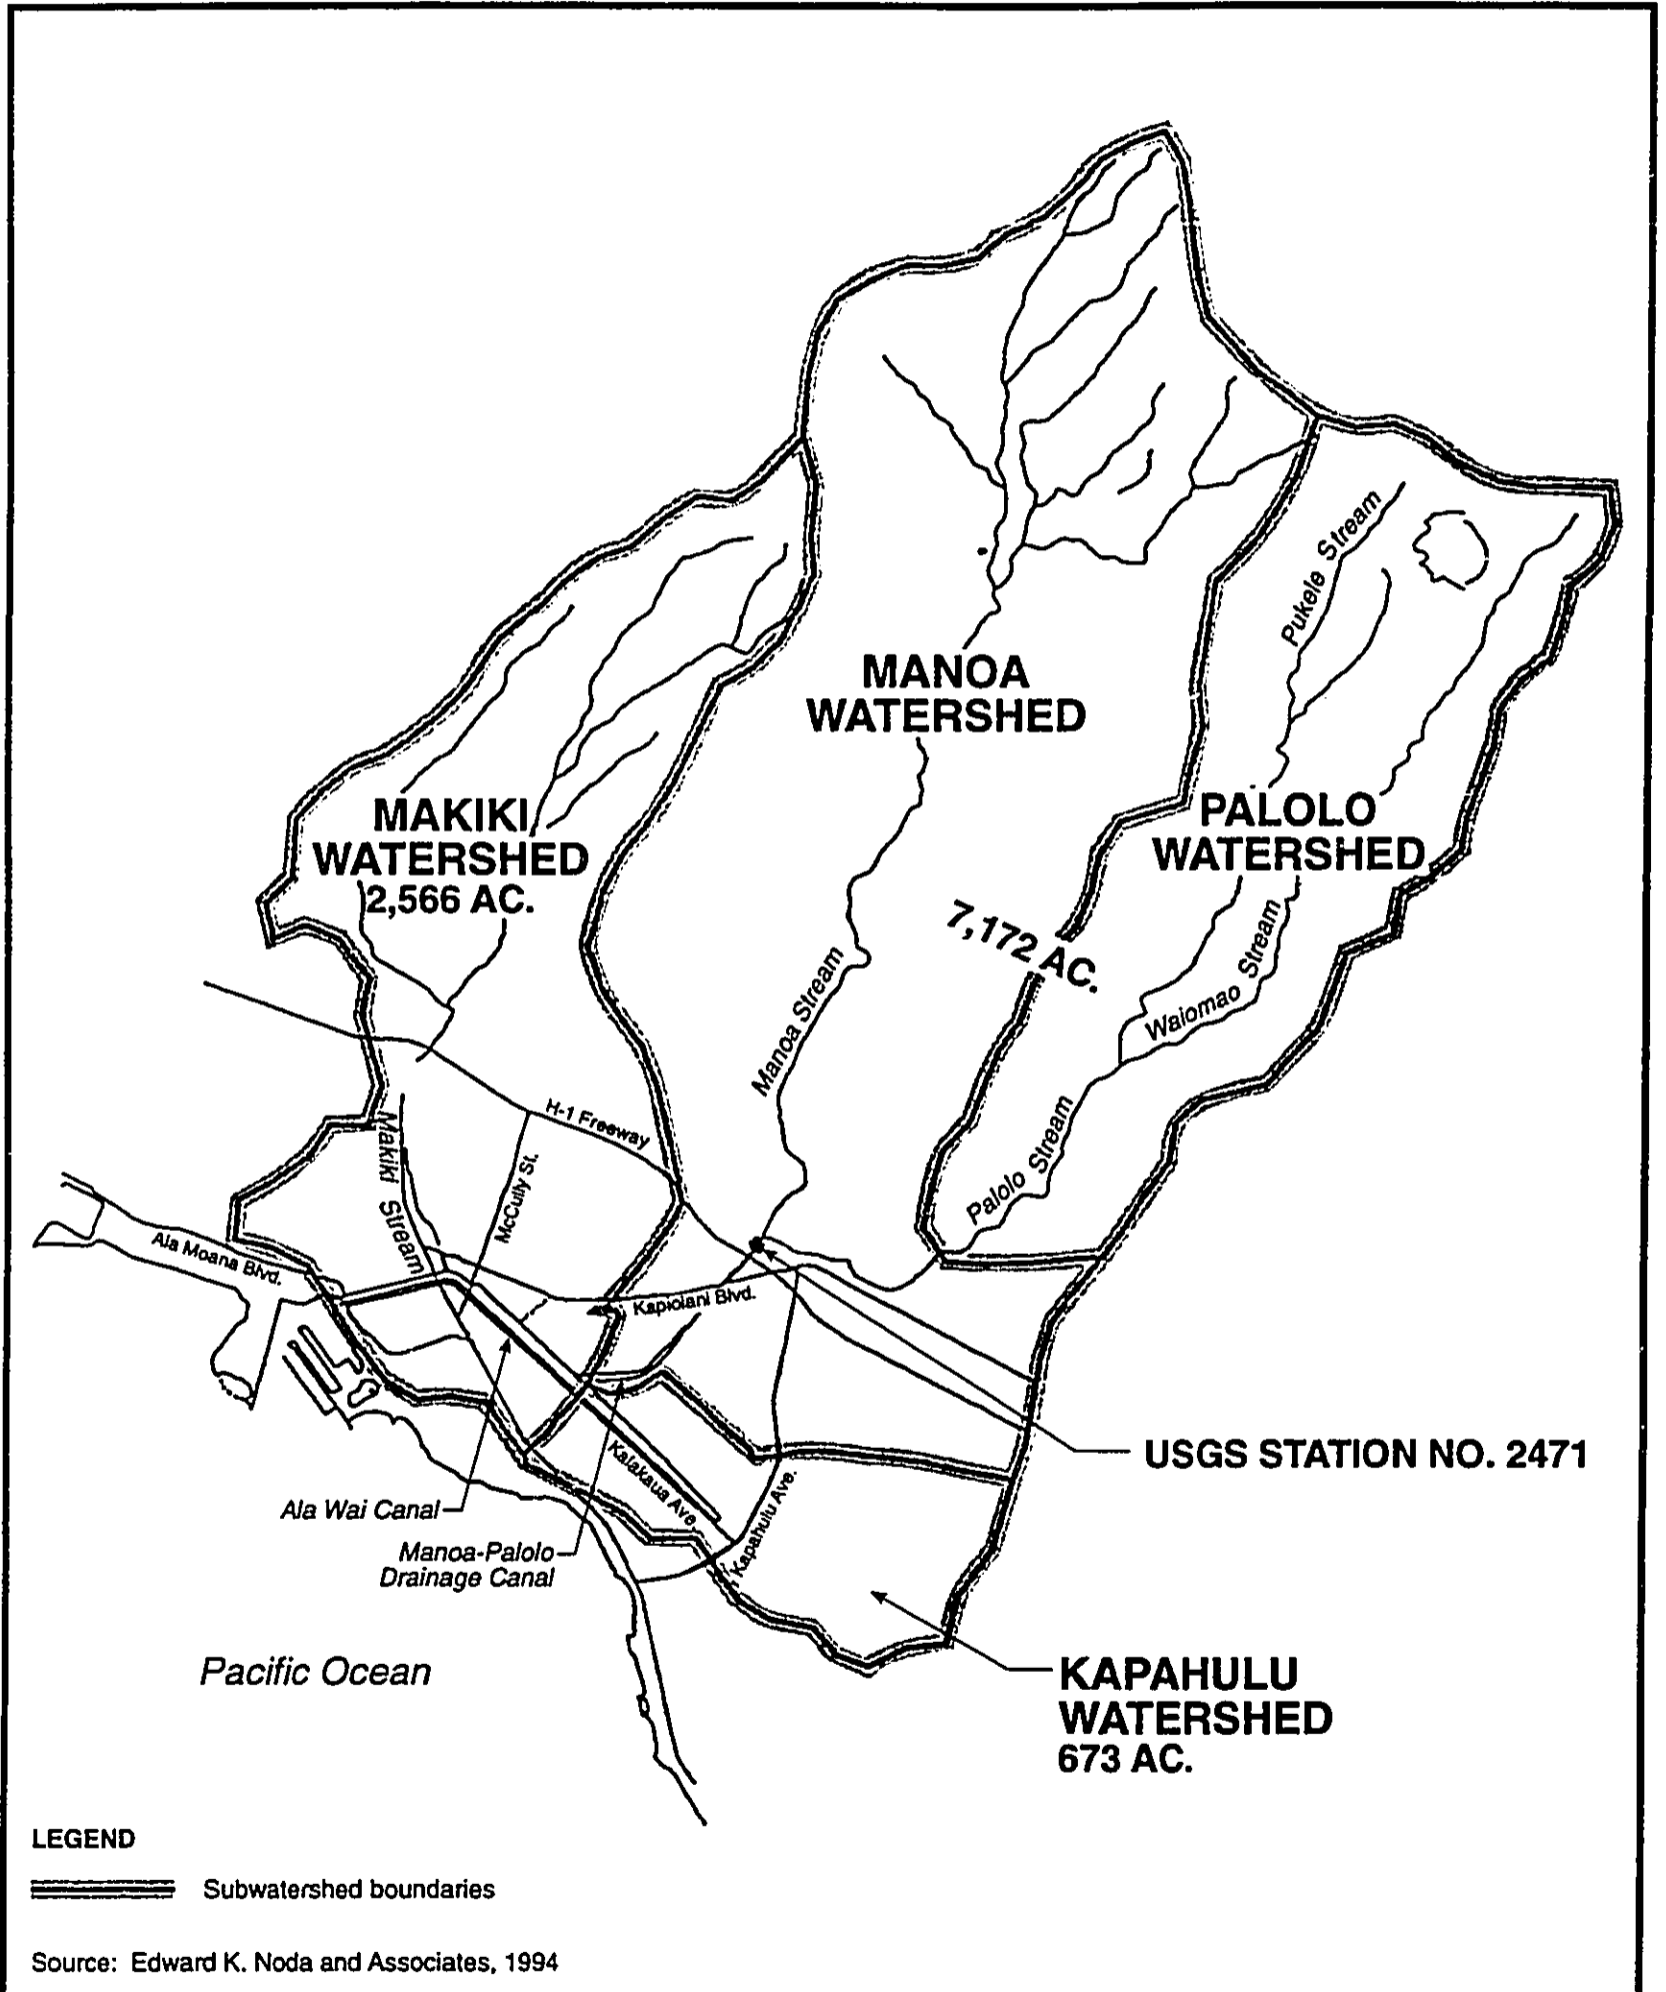 MANOA
WATERSHED
Pukele Stream
MAKIKI
WATERSHED
2,566 AC.
PALOLO
WATERSHED
7,172 AC.
Manoa Stream
Waiomao Stream
Palolo Stream
H-1 Freeway
McCully St.
Makiki Stream
Ala Moana Blvd.
Kapiolani Blvd.
USGS STATION NO. 2471
Kalakaua Ave.
Kapahulu Ave.
Ala Wai Canal
Manoa-Palolo
Drainage Canal
Pacific Ocean
KAPAHULU
WATERSHED
673 AC.
LEGEND
Subwatershed boundaries
Source: Edward K. Noda and Associates, 1994